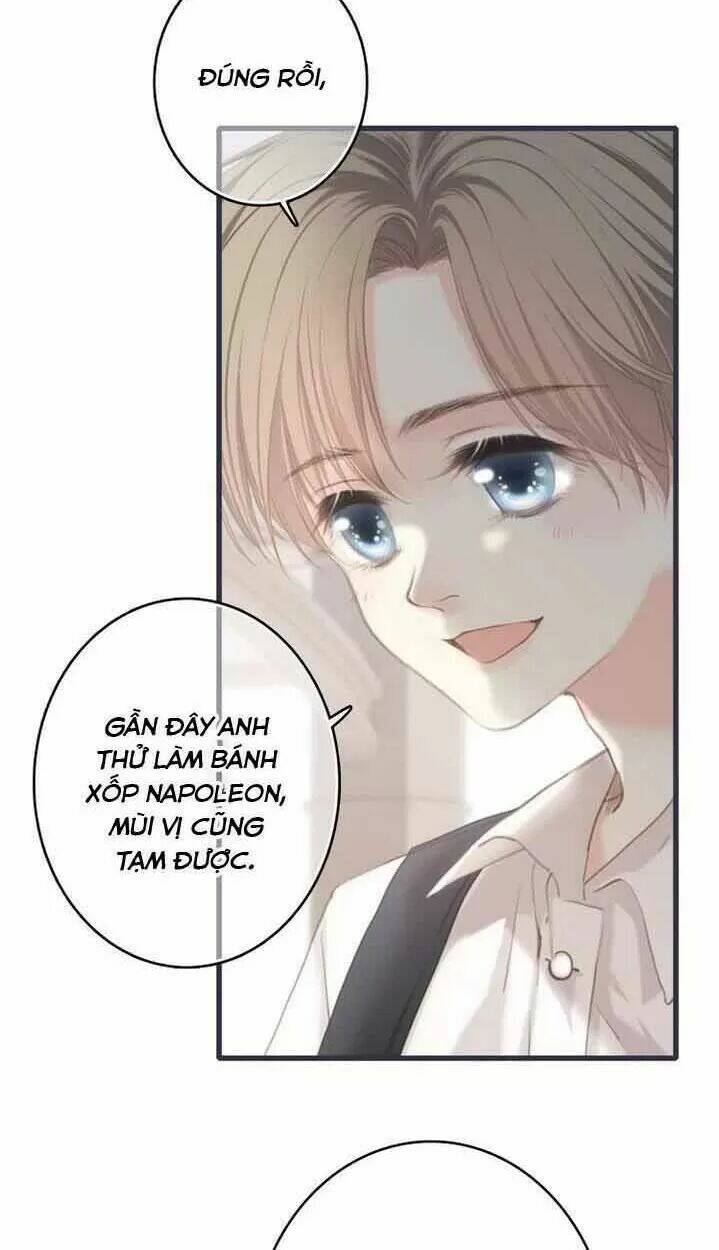 ĐÚNG RỒI,
GẦN ĐÂY ANH
THỬ LÀM BÁNH
XỐP NAPOLEON,
MÙI VỊ CŨNG
TẠM ĐƯỢC.